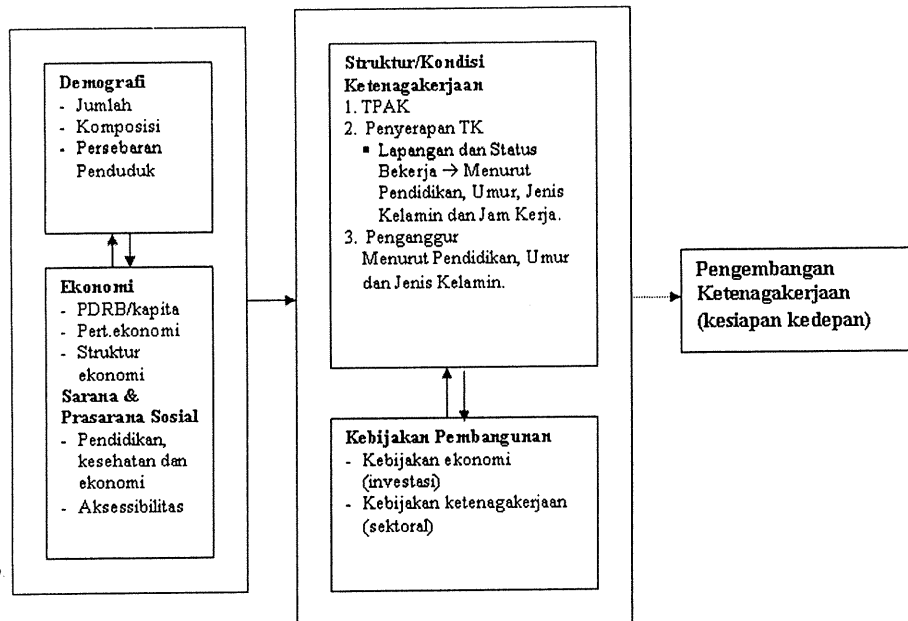 Demografi
- Jumlah
- Komposisi
- Persebaran
Penduduk
Ekonomi
- PDRB/kapita
- Pert.ekonomi
- Struktur
ekonomi
Sarana &
Prasarana Sosial
- Pendidikan,
kesehatan dan
ekonomi
- Aksessibilitas
Struktur/Kondisi
Ketenagakerjaan
1. TPAK
2. Penyerapan TK
▪ Lapangan dan Status
Bekerja → Menurut
Pendidikan, Umur, Jenis
Kelamin dan Jam Kerja.
3. Penganggur
Menurut Pendidikan, Umur
dan Jenis Kelamin.
Kebijakan Pembangunan
- Kebijakan ekonomi
(investasi)
- Kebijakan ketenagakerjaan
(sektoral)
Pengembangan
Ketenagakerjaan
(kesiapan kedepan)